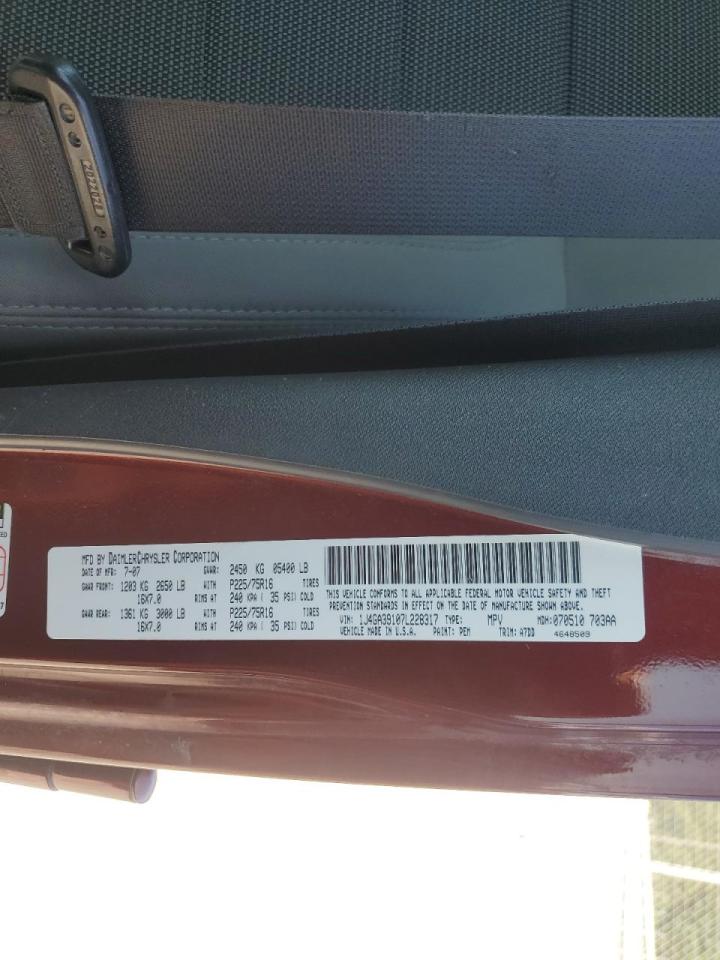 2022028
MFD BY DAIMLERCHRYSLER CORPORATION
DATE OF MFR: 7-07 GVWR: 2450 KG 05400 LB
GAWR FRONT: 1203 KG 2650 LB WITH P225/75R16 TIRES
16X7.0 RIMS AT 240 KPA ( 35 PSI) COLD
GAWR REAR: 1361 KG 3000 LB WITH P225/75R16 TIRES
16X7.0 RIMS AT 240 KPA ( 35 PSI) COLD
THIS VEHICLE CONFORMS TO ALL APPLICABLE FEDERAL MOTOR VEHICLE SAFETY AND THEFT
PREVENTION STANDARDS IN EFFECT ON THE DATE OF MANUFACTURE SHOWN ABOVE.
VIN: 1J4GA39107L228317 TYPE: MPV MDH: 070510 703AA
VEHICLE MADE IN U.S.A. PAINT: PEM TRIM: A7DD 4648509